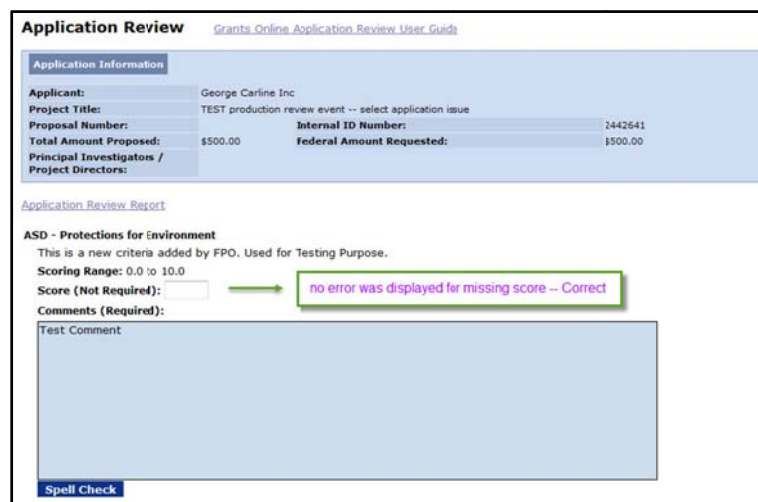 Application Review Grants Online Application Review User Guide
Application Information
Applicant: George Carline Inc
Project Title: TEST production review event -- select application issue
Proposal Number: Internal ID Number: 2442641
Total Amount Proposed: $500.00 Federal Amount Requested: $500.00
Principal Investigators /
Project Directors:
Application Review Report
ASD - Protections for Environment
This is a new criteria added by FPO. Used for Testing Purpose.
Scoring Range: 0.0 to 10.0
Score (Not Required): no error was displayed for missing score -- Correct
Comments (Required):
Test Comment
Spell Check